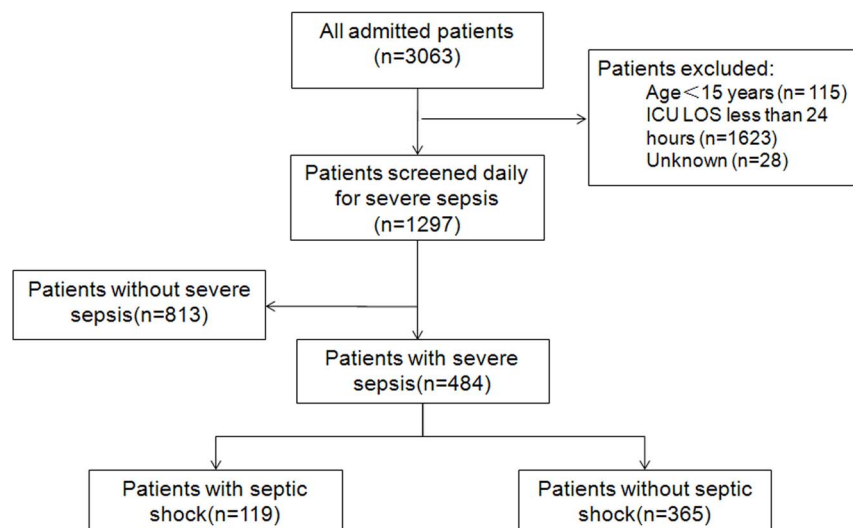 All admitted patients
(n=3063)
Patients excluded:
Age＜15 years (n= 115)
ICU LOS less than 24
hours (n=1623)
Unknown (n=28)
Patients screened daily
for severe sepsis
(n=1297)
Patients without severe
sepsis(n=813)
Patients with severe
sepsis(n=484)
Patients with septic
shock(n=119)
Patients without septic
shock(n=365)